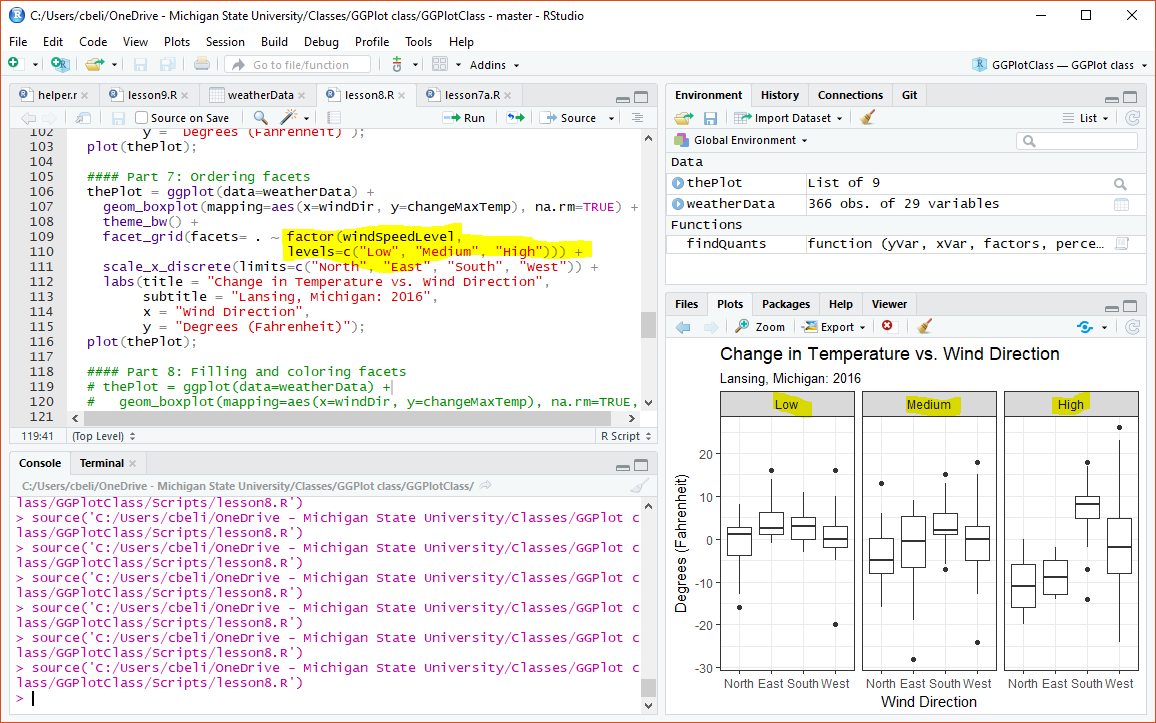 C:/Users/cbeli/OneDrive - Michigan State University/Classes/GGPlot class/GGPlotClass - master - RStudio
File Edit Code View Plots Session Build Debug Profile Tools Help
Go to file/function Addins GGPlotClass — GGPlot class
helper.r lesson9.R weatherData lesson8.R lesson7a.R
Source on Save Run Source
102 y = "Degrees (Fahrenheit)");
103 plot(thePlot);
104
105 #### Part 7: Ordering facets
106 thePlot = ggplot(data=weatherData) +
107 geom_boxplot(mapping=aes(x=windDir, y=changeMaxTemp), na.rm=TRUE) +
108 theme_bw() +
109 facet_grid(facets= . ~ factor(windSpeedLevel,
110 levels=c("Low", "Medium", "High"))) +
111 scale_x_discrete(limits=c("North", "East", "South", "West")) +
112 labs(title = "Change in Temperature vs. Wind Direction",
113 subtitle = "Lansing, Michigan: 2016",
114 x = "Wind Direction",
115 y = "Degrees (Fahrenheit)");
116 plot(thePlot);
117
118 #### Part 8: Filling and coloring facets
119 # thePlot = ggplot(data=weatherData) +
120 # geom_boxplot(mapping=aes(x=windDir, y=changeMaxTemp), na.rm=TRUE,
121
119:41 (Top Level) R Script
Console Terminal
C:/Users/cbeli/OneDrive - Michigan State University/Classes/GGPlot class/GGPlotClass/
lass/GGPlotClass/Scripts/lesson8.R')
> source('C:/Users/cbeli/OneDrive - Michigan State University/Classes/GGPlot c
lass/GGPlotClass/Scripts/lesson8.R')
> source('C:/Users/cbeli/OneDrive - Michigan State University/Classes/GGPlot c
lass/GGPlotClass/Scripts/lesson8.R')
> source('C:/Users/cbeli/OneDrive - Michigan State University/Classes/GGPlot c
lass/GGPlotClass/Scripts/lesson8.R')
> source('C:/Users/cbeli/OneDrive - Michigan State University/Classes/GGPlot c
lass/GGPlotClass/Scripts/lesson8.R')
> source('C:/Users/cbeli/OneDrive - Michigan State University/Classes/GGPlot c
lass/GGPlotClass/Scripts/lesson8.R')
> source('C:/Users/cbeli/OneDrive - Michigan State University/Classes/GGPlot c
lass/GGPlotClass/Scripts/lesson8.R')
>
Environment History Connections Git
Import Dataset List
Global Environment
Data
thePlot List of 9
weatherData 366 obs. of 29 variables
Functions
findQuants function (yVar, xVar, factors, perce…
Files Plots Packages Help Viewer
Zoom Export
Change in Temperature vs. Wind Direction
Lansing, Michigan: 2016
Low Medium High
Degrees (Fahrenheit)
20
10
0
-10
-20
-30
North East South West North East South West North East South West
Wind Direction